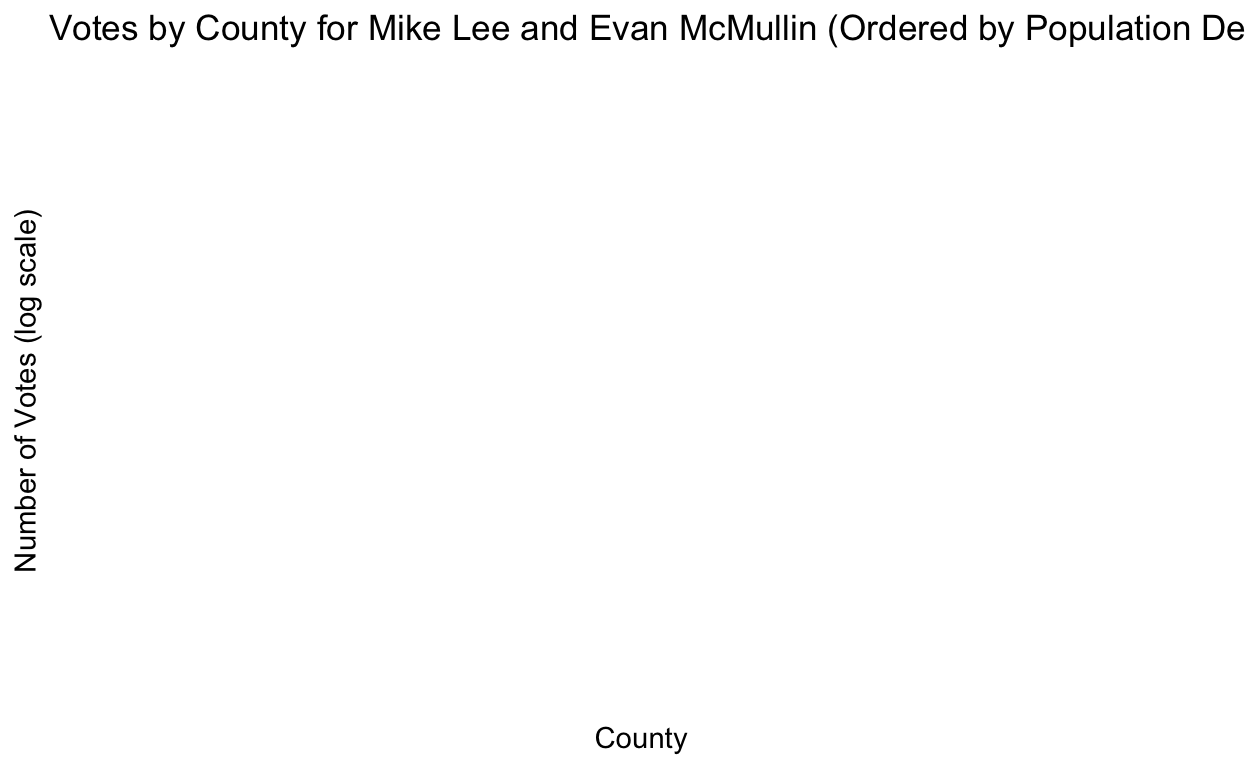 Votes by County for Mike Lee and Evan McMullin (Ordered by Population De
Number of Votes (log scale)
County